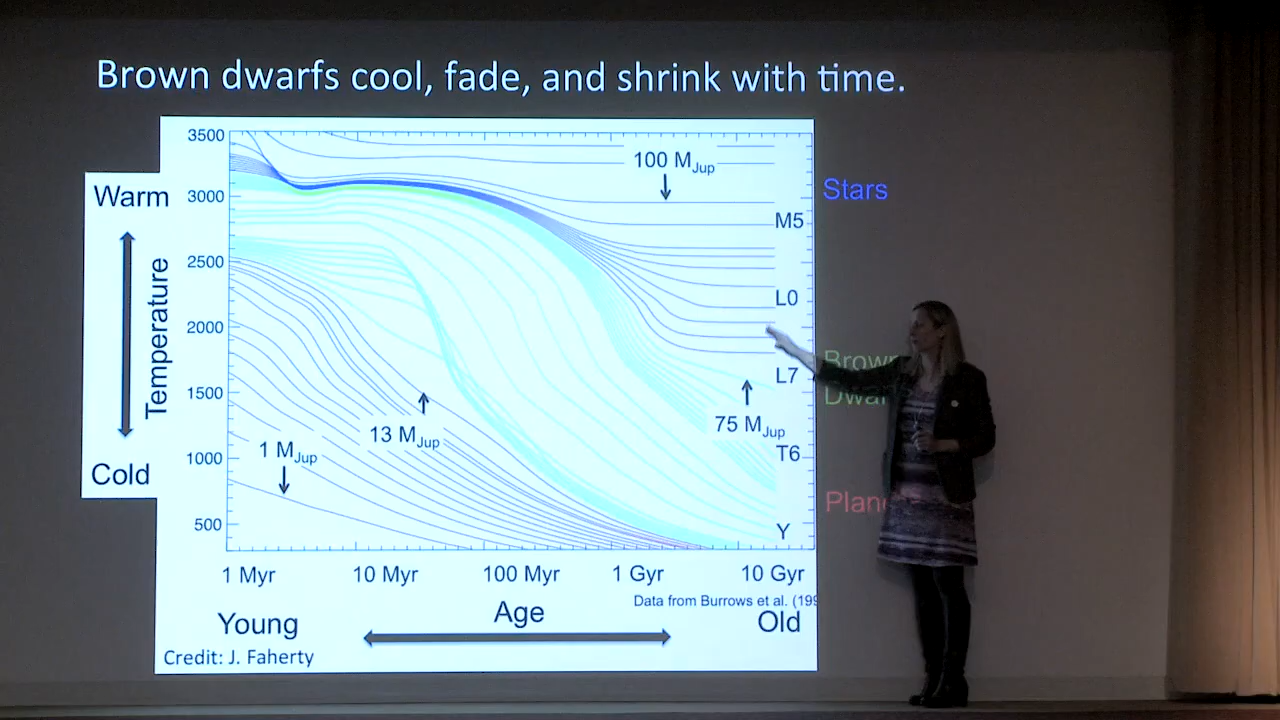 Brown dwarfs cool, fade, and shrink with time.
3500
3000
2500
2000
1500
1000
500
Warm
Cold
Temperature
100 MJup
13 MJup
1 MJup
75 MJup
M5
L0
L7
T6
Y
Stars
Brown
1 Myr
10 Myr
100 Myr
1 Gyr
10 Gyr
Data from Burrows et al.
Young
Age
Old
Credit: J. Faherty